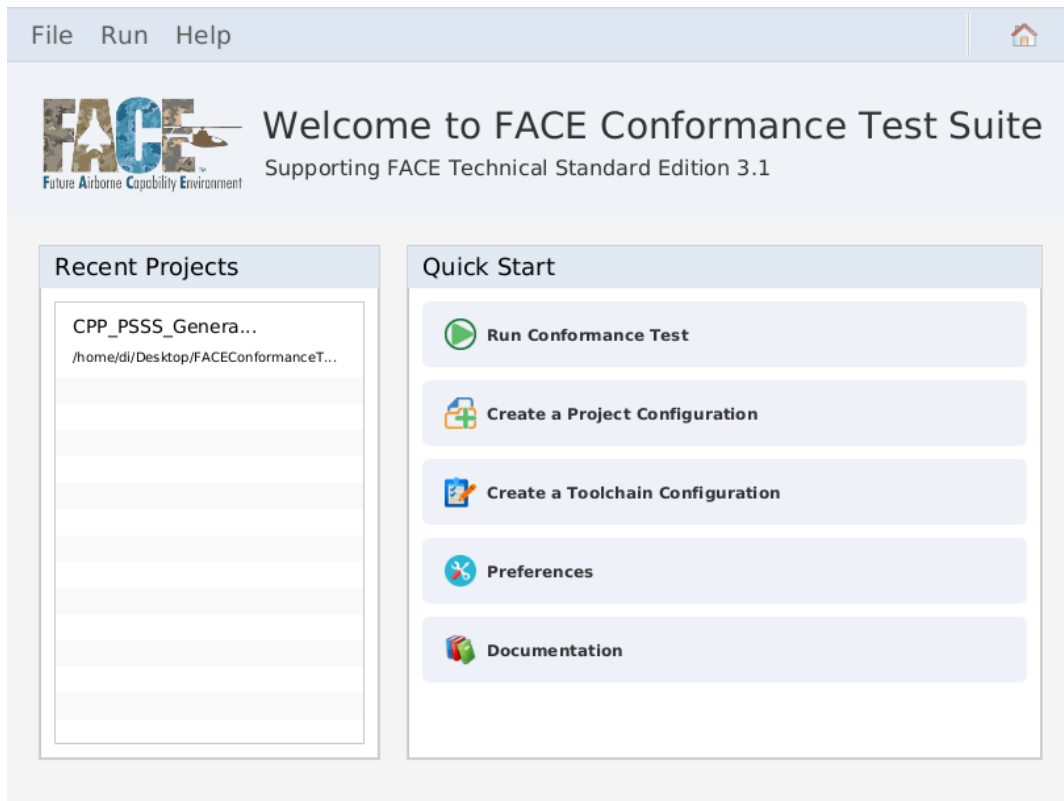 File Run Help
FACE
™
Future Airborne Capability Environment
Welcome to FACE Conformance Test Suite
Supporting FACE Technical Standard Edition 3.1
Recent Projects
CPP_PSSS_Genera...
/home/di/Desktop/FACEConformanceT...
Quick Start
Run Conformance Test
Create a Project Configuration
Create a Toolchain Configuration
Preferences
Documentation